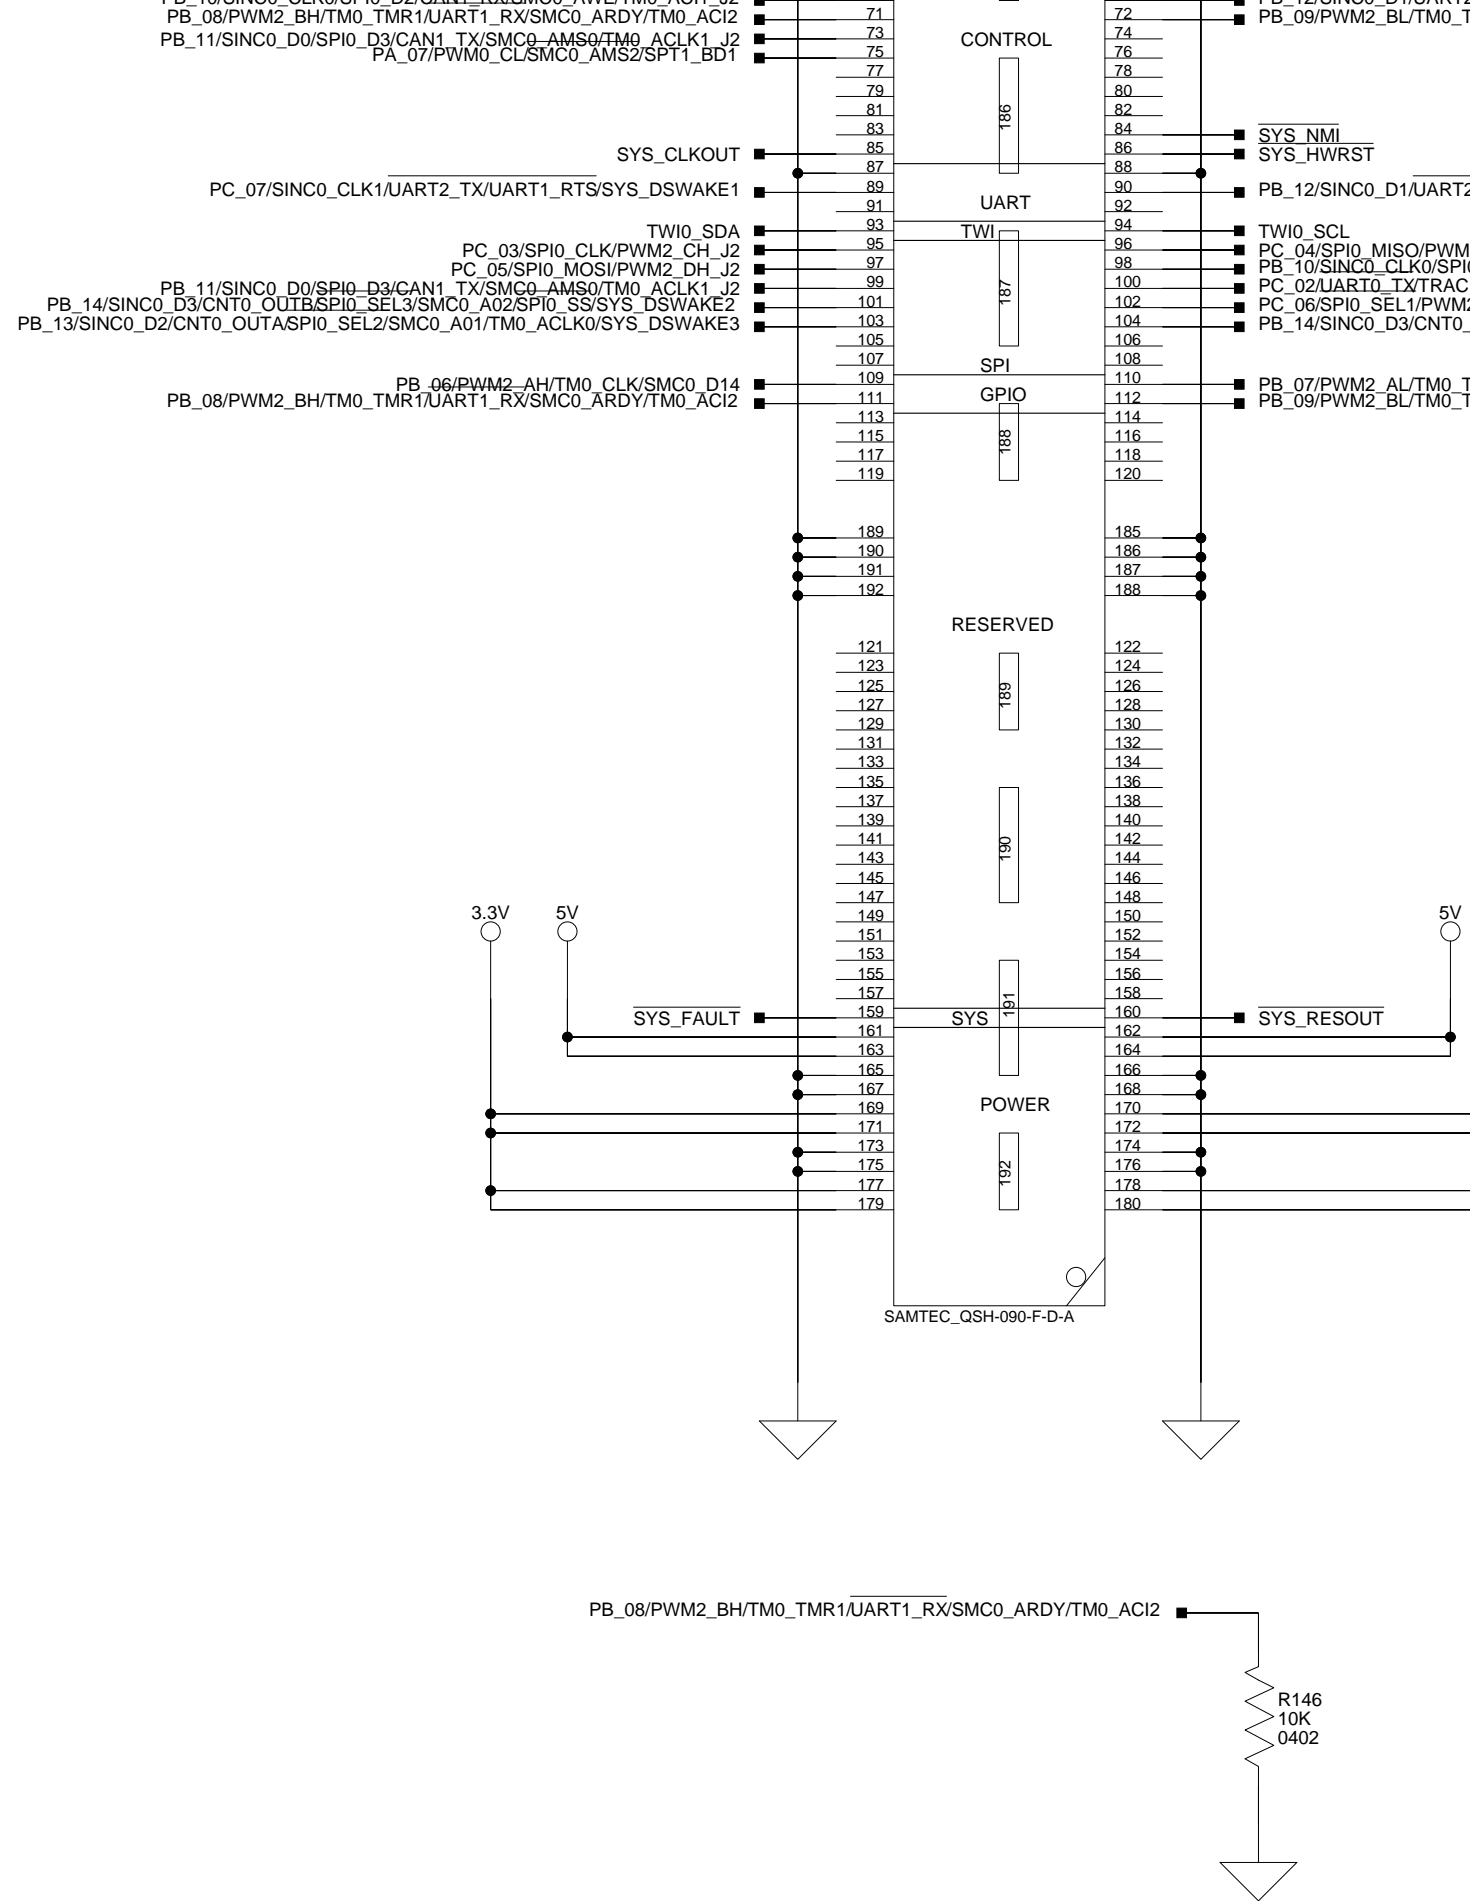 PB_08/PWM2_BH/TM0_TMR1/UART1_RX/SMC0_ARDY/TM0_ACI2 71 72 PB_09/PWM2_BL/TM0_T
PB_11/SINC0_D0/SPI0_D3/CAN1_TX/SMC0_AMS0/TM0_ACLK1_J2 73 CONTROL 74
PA_07/PWM0_CL/SMC0_AMS2/SPT1_BD1 75 76
77 78
79 80
81 186 82
83 84 SYS_NMI
SYS_CLKOUT 85 86 SYS_HWRST
87 88
PC_07/SINC0_CLK1/UART2_TX/UART1_RTS/SYS_DSWAKE1 89 90 PB_12/SINC0_D1/UART2
91 UART 92
TWI0_SDA 93 TWI 94 TWI0_SCL
PC_03/SPI0_CLK/PWM2_CH_J2 95 96 PC_04/SPI0_MISO/PWM
PC_05/SPI0_MOSI/PWM2_DH_J2 97 98 PB_10/SINC0_CLK0/SPI0
PB_11/SINC0_D0/SPI0_D3/CAN1_TX/SMC0_AMS0/TM0_ACLK1_J2 99 187 100 PC_02/UART0_TX/TRAC
PB_14/SINC0_D3/CNT0_OUTB/SPI0_SEL3/SMC0_A02/SPI0_SS/SYS_DSWAKE2 101 102 PC_06/SPI0_SEL1/PWM2
PB_13/SINC0_D2/CNT0_OUTA/SPI0_SEL2/SMC0_A01/TM0_ACLK0/SYS_DSWAKE3 103 104 PB_14/SINC0_D3/CNT0_
105 106
107 SPI 108
PB_06/PWM2_AH/TM0_CLK/SMC0_D14 109 110 PB_07/PWM2_AL/TM0_T
PB_08/PWM2_BH/TM0_TMR1/UART1_RX/SMC0_ARDY/TM0_ACI2 111 GPIO 112 PB_09/PWM2_BL/TM0_T
113 114
115 188 116
117 118
119 120
189 185
190 186
191 187
192 188
RESERVED
121 122
123 124
125 189 126
127 128
129 130
131 132
133 134
135 136
137 138
139 140
141 190 142
143 144
145 146
147 148
3.3V 5V 149 150 5V
151 152
153 154
155 156
157 191 158
SYS_FAULT 159 SYS 160 SYS_RESOUT
161 162
163 164
165 166
167 168
169 POWER 170
171 172
173 174
175 192 176
177 178
179 180
SAMTEC_QSH-090-F-D-A
PB_08/PWM2_BH/TM0_TMR1/UART1_RX/SMC0_ARDY/TM0_ACI2
R146
10K
0402